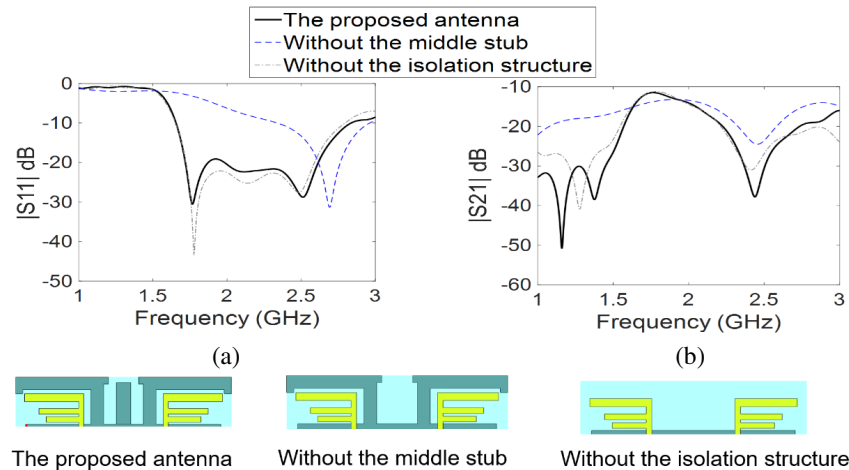 The proposed antenna
Without the middle stub
Without the isolation structure
0
-10
-20
-30
-40
-50
|S11| dB
1
1.5
2
2.5
3
Frequency (GHz)
(a)
-10
-20
-30
-40
-50
-60
|S21| dB
1
1.5
2
2.5
3
Frequency (GHz)
(b)
The proposed antenna
Without the middle stub
Without the isolation structure